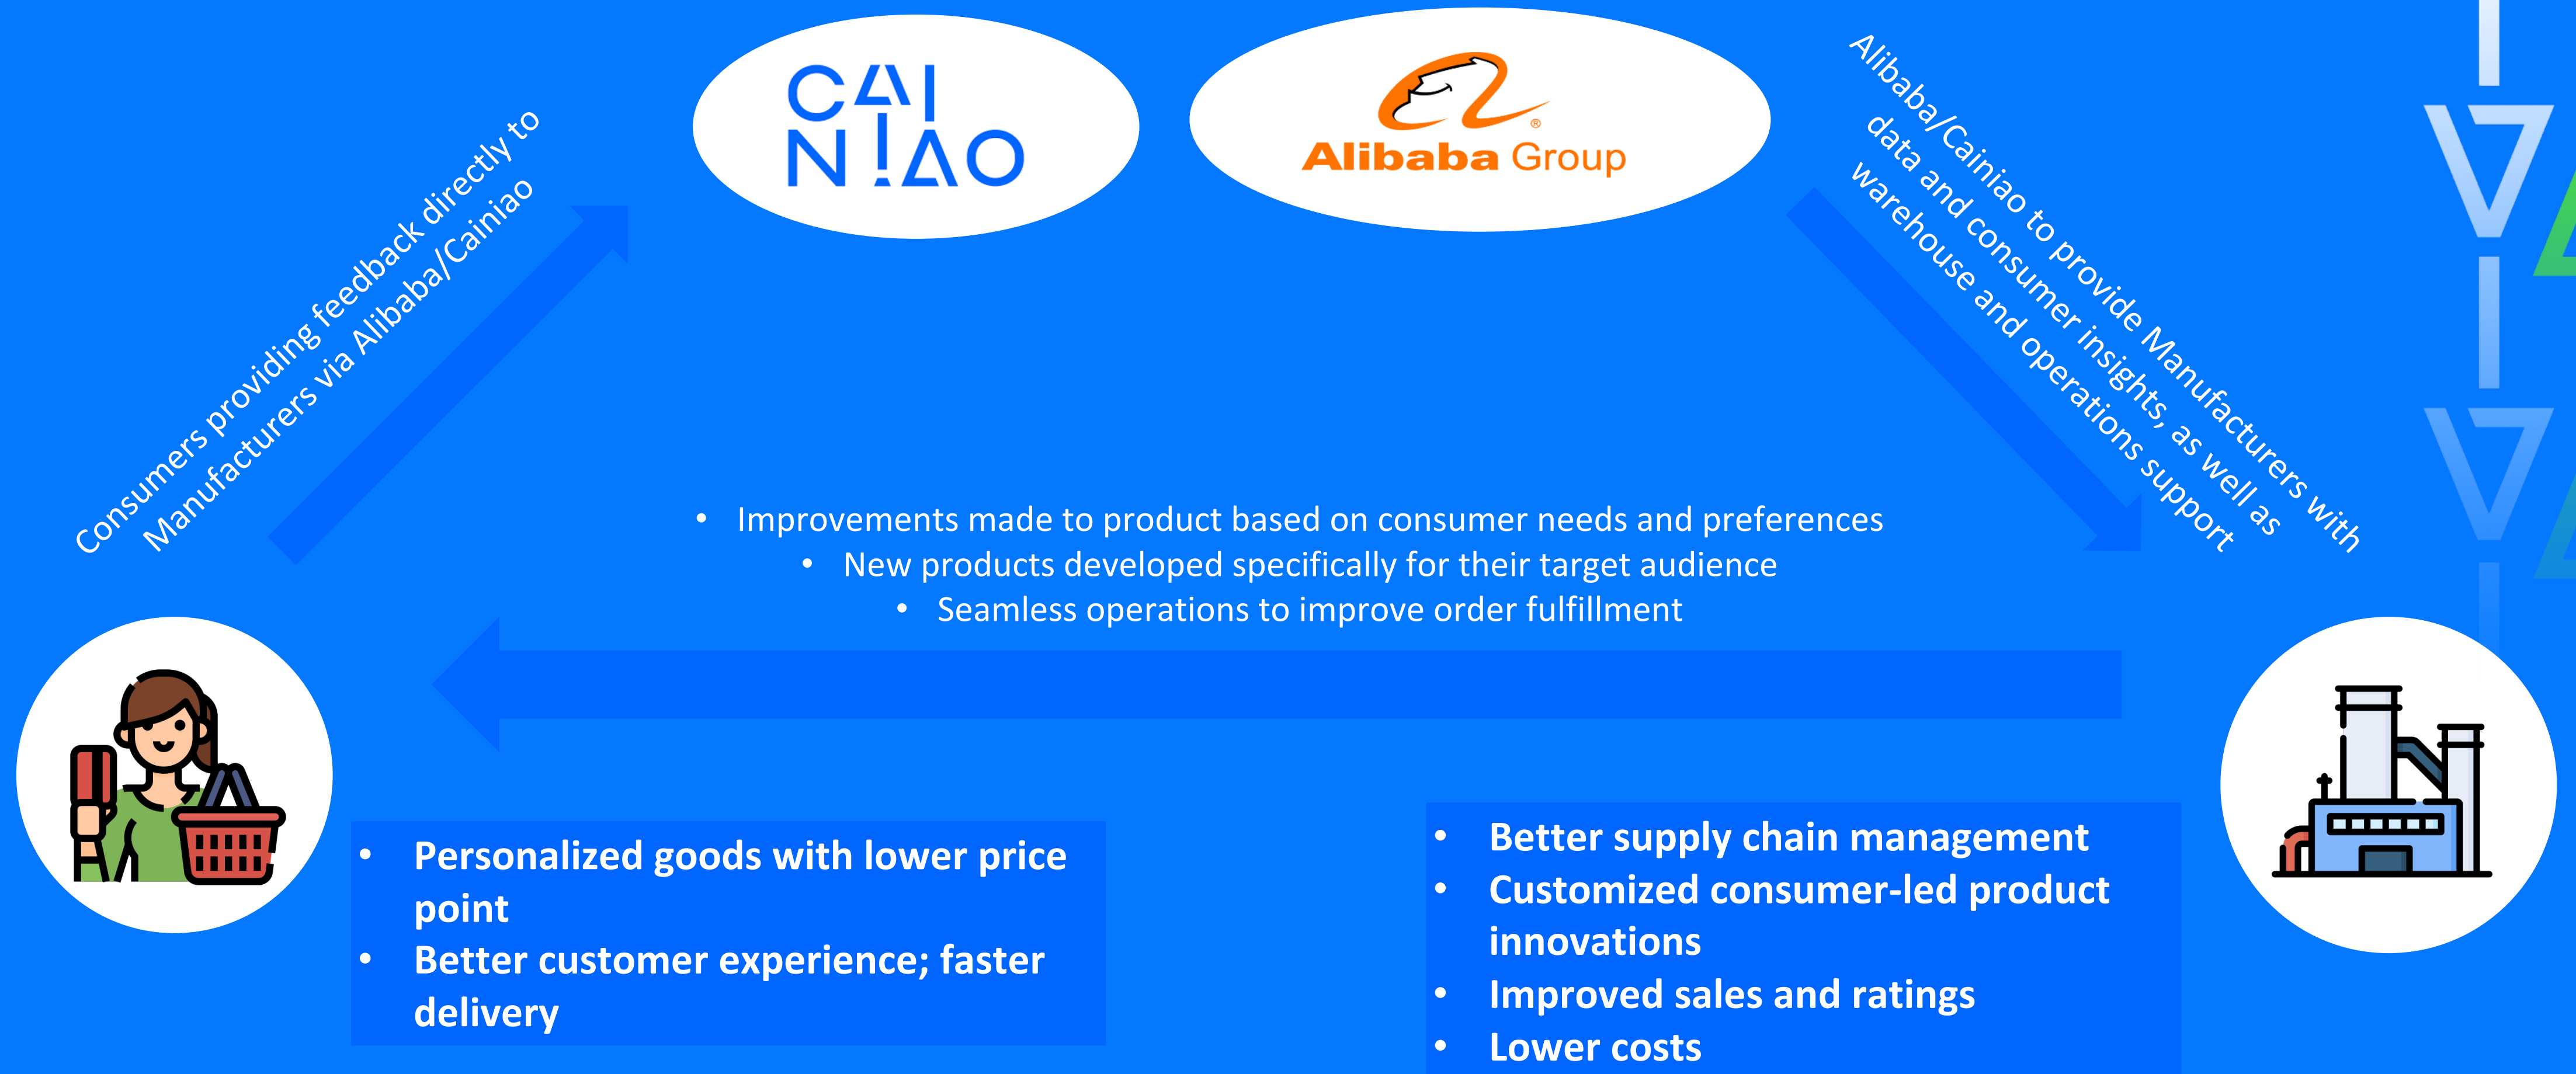 CAI
NIAO
Alibaba Group
®
Consumers providing feedback directly to
Manufacturers via Alibaba/Cainiao
Alibaba/Cainiao to provide Manufacturers with
data and consumer insights, as well as
warehouse and operations support
• Improvements made to product based on consumer needs and preferences
• New products developed specifically for their target audience
• Seamless operations to improve order fulfillment
• Personalized goods with lower price
point
• Better customer experience; faster
delivery
• Better supply chain management
• Customized consumer-led product
innovations
• Improved sales and ratings
• Lower costs